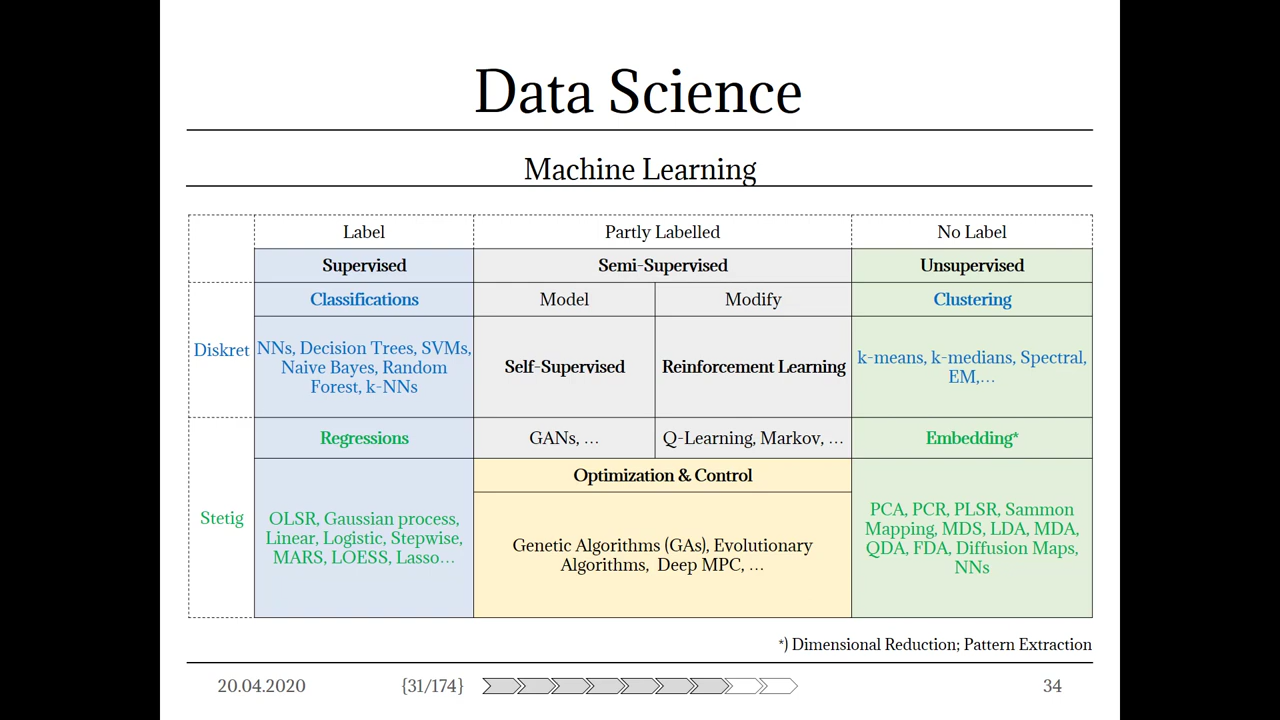 Data Science
Machine Learning
Label
Partly Labelled
No Label
Supervised
Semi-Supervised
Unsupervised
Classifications
Model
Modify
Clustering
Diskret
NNs, Decision Trees, SVMs,
Naive Bayes, Random
Forest, k-NNs
Self-Supervised
Reinforcement Learning
k-means, k-medians, Spectral,
EM,…
Regressions
GANs, …
Q-Learning, Markov, …
Embedding*
Stetig
OLSR, Gaussian process,
Linear, Logistic, Stepwise,
MARS, LOESS, Lasso…
Optimization & Control
Genetic Algorithms (GAs), Evolutionary
Algorithms, Deep MPC, …
PCA, PCR, PLSR, Sammon
Mapping, MDS, LDA, MDA,
QDA, FDA, Diffusion Maps,
NNs
*) Dimensional Reduction; Pattern Extraction
20.04.2020
{31/174}
34